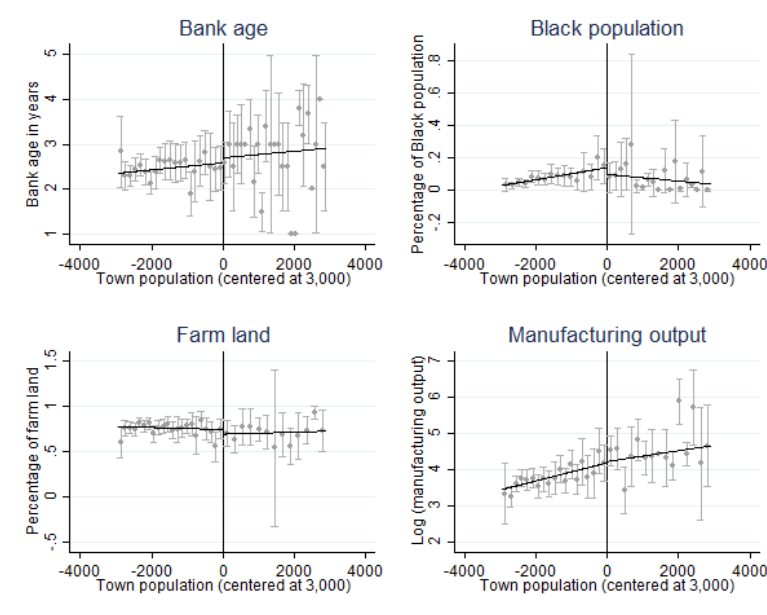 Bank age
Bank age in years
5
4
3
2
1
-4000 -2000 0 2000 4000
Town population (centered at 3,000)
Black population
Percentage of Black population
.8
.6
.4
.2
0
-.2
-4000 -2000 0 2000 4000
Town population (centered at 3,000)
Farm land
Percentage of farm land
1.5
1
.5
0
-.5
-4000 -2000 0 2000 4000
Town population (centered at 3,000)
Manufacturing output
Log (manufacturing output)
7
6
5
4
3
2
-4000 -2000 0 2000 4000
Town population (centered at 3,000)